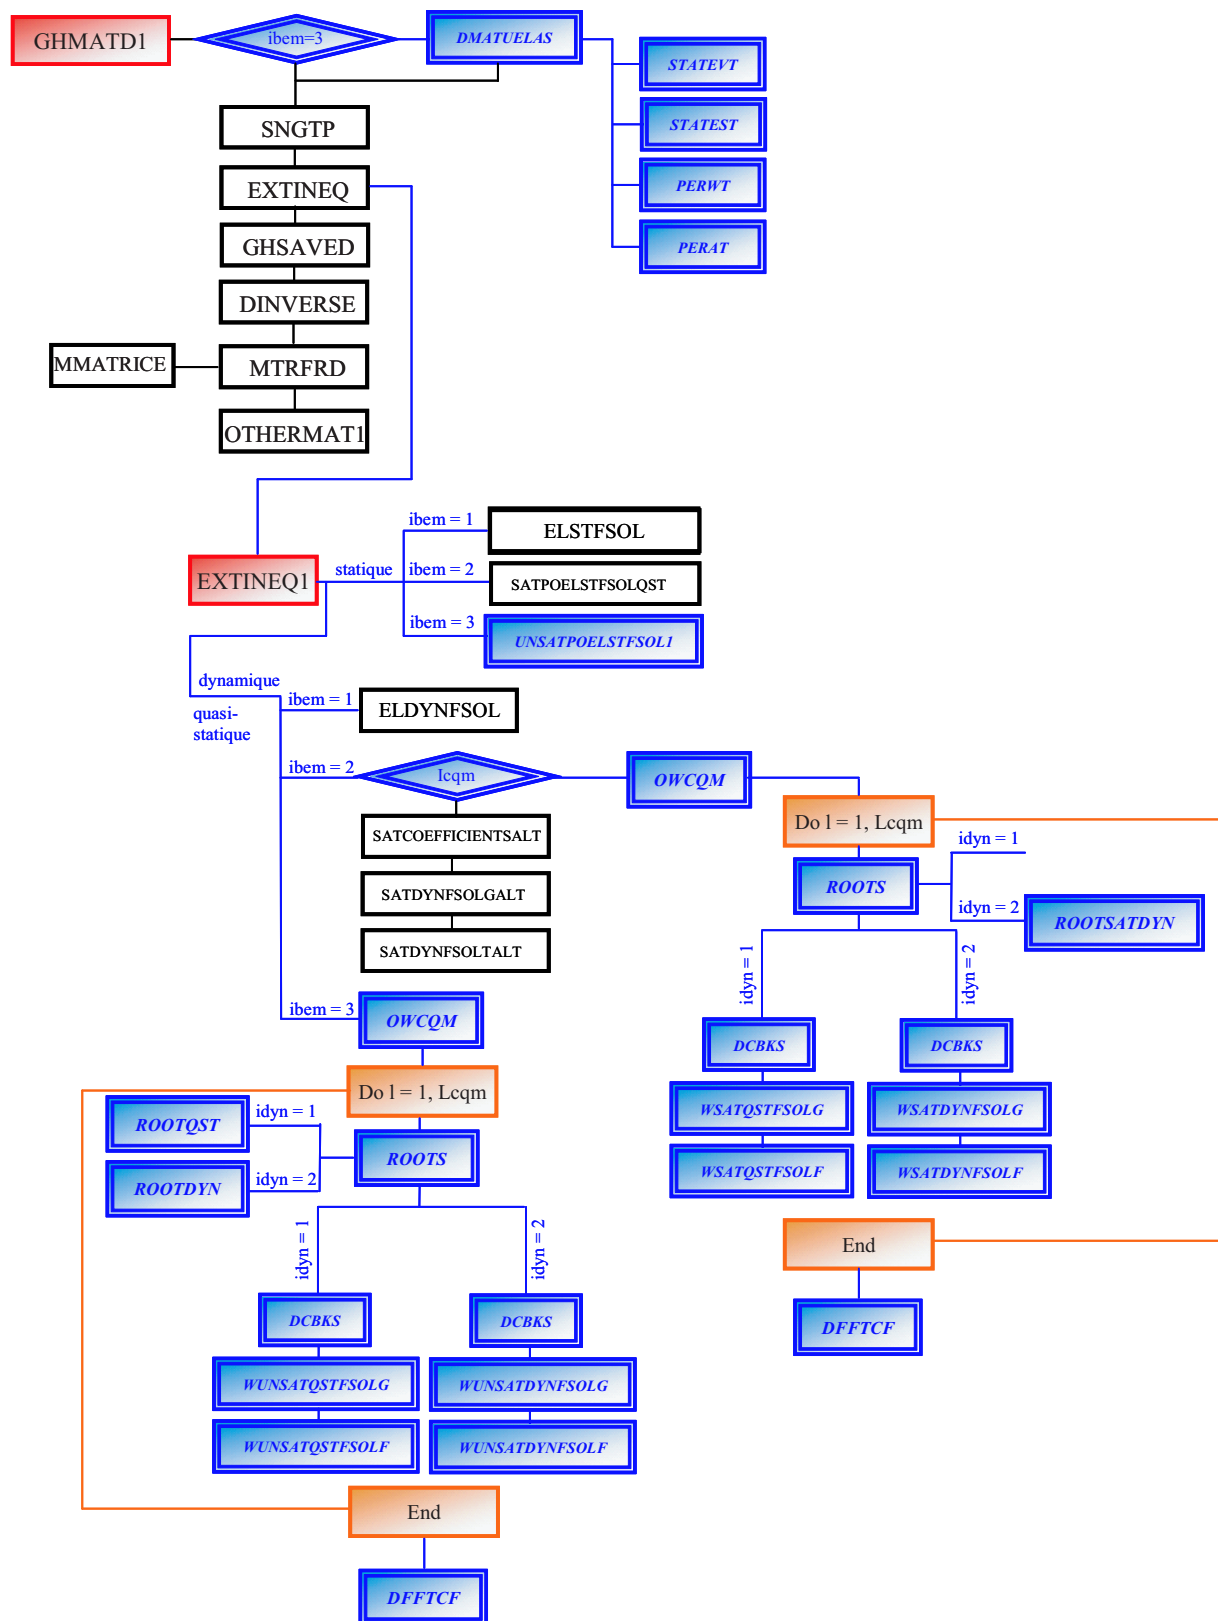 GHMATD1
ibem=3
DMATUELAS
STATEVT
STATEST
PERWT
PERAT
SNGTP
EXTINEQ
GHSAVED
DINVERSE
MMATRICE
MTRFRD
OTHERMAT1
EXTINEQ1
statique
ibem = 1
ELSTFSOL
ibem = 2
SATPOELSTFSOLQST
ibem = 3
UNSATPOELSTFSOL1
dynamique
quasi-
statique
ibem = 1
ELDYNFSOL
ibem = 2
Icqm
OWCQM
SATCOEFFICIENTSALT
SATDYNFSOLGALT
SATDYNFSOLTALT
Do l = 1, Lcqm
ROOTS
idyn = 1
idyn = 2
ROOTSATDYN
idyn = 1
idyn = 2
DCBKS
DCBKS
WSATQSTFSOLG
WSATDYNFSOLG
WSATQSTFSOLF
WSATDYNFSOLF
End
DFFTCF
ibem = 3
OWCQM
Do l = 1, Lcqm
ROOTQST
idyn = 1
ROOTS
ROOTDYN
idyn = 2
idyn = 1
idyn = 2
DCBKS
DCBKS
WUNSATQSTFSOLG
WUNSATDYNFSOLG
WUNSATQSTFSOLF
WUNSATDYNFSOLF
End
DFFTCF